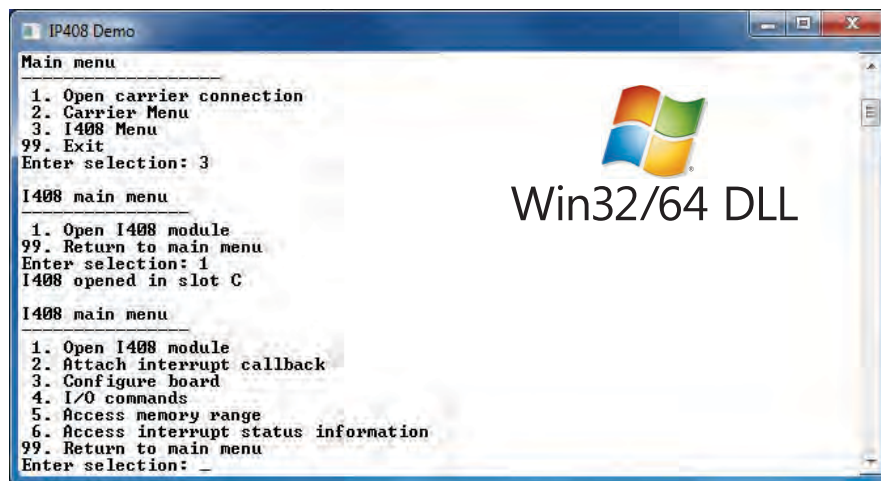 IP408 Demo
Main menu
1. Open carrier connection
2. Carrier Menu
3. I408 Menu
99. Exit
Enter selection: 3
I408 main menu
1. Open I408 module
99. Return to main menu
Enter selection: 1
I408 opened in slot C
I408 main menu
1. Open I408 module
2. Attach interrupt callback
3. Configure board
4. I/O commands
5. Access memory range
6. Access interrupt status information
99. Return to main menu
Enter selection: _
Win32/64 DLL